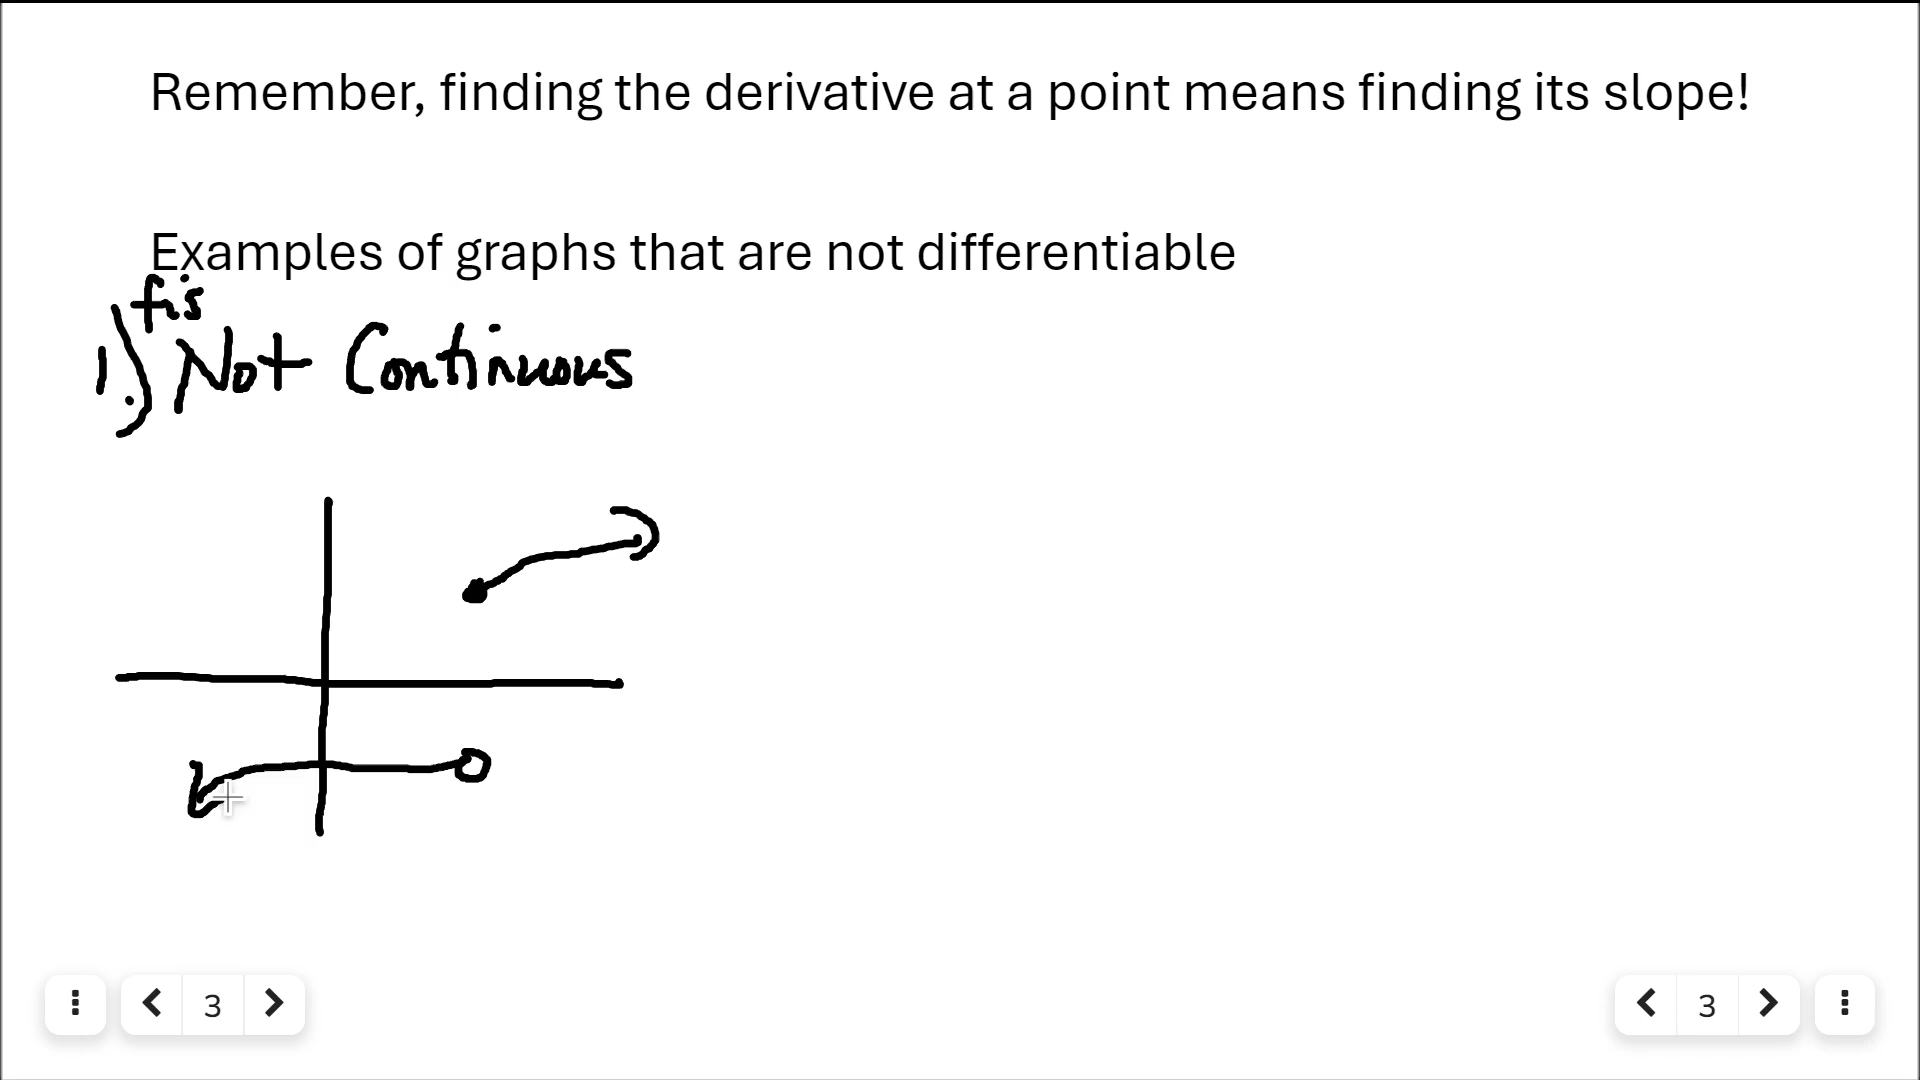 Remember, finding the derivative at a point means finding its slope!
Examples of graphs that are not differentiable
f is
1.) Not Continuous
3
3